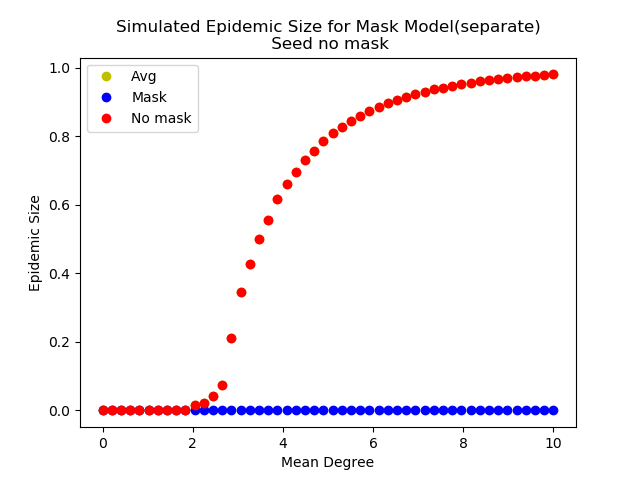 Simulated Epidemic Size for Mask Model(separate)
Seed no mask
Avg
Mask
No mask
1.0
0.8
0.6
0.4
0.2
0.0
Epidemic Size
0 2 4 6 8 10
Mean Degree